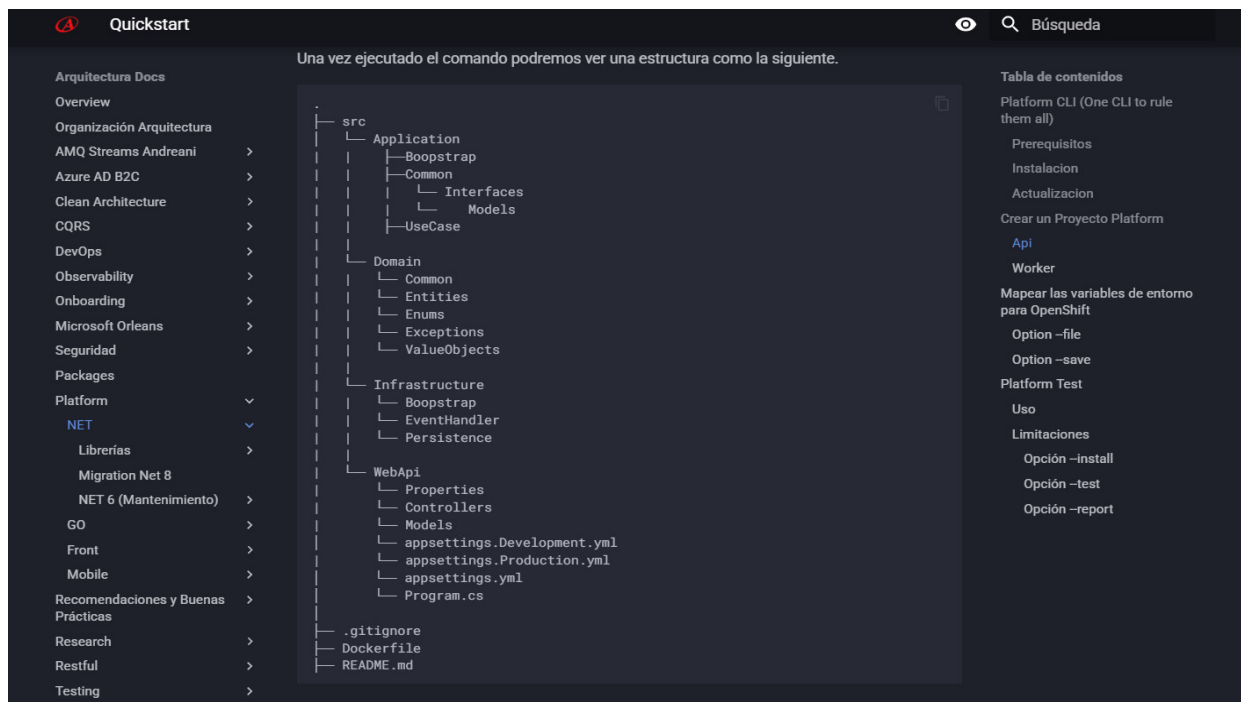 Quickstart
Búsqueda
Arquitectura Docs
Overview
Organización Arquitectura
AMQ Streams Andreani
Azure AD B2C
Clean Architecture
CQRS
DevOps
Observability
Onboarding
Microsoft Orleans
Seguridad
Packages
Platform
NET
Librerías
Migration Net 8
NET 6 (Mantenimiento)
GO
Front
Mobile
Recomendaciones y Buenas
Prácticas
Research
Restful
Testing
Una vez ejecutado el comando podremos ver una estructura como la siguiente.
.
├── src
│   └── Application
|   |     ├──Boopstrap
|   |     ├──Common
|   |     |   └── Interfaces
|   |     |   └──    Models
|   |     ├──UseCase
|   |
|   └── Domain
|   |     └── Common
|   |     └── Entities
|   |     └── Enums
|   |     └── Exceptions
|   |     └── ValueObjects
|   |
|   └── Infrastructure
|   |     └── Boopstrap
|   |     └── EventHandler
|   |     └── Persistence
|   |
|   └── WebApi
|         └── Properties
|         └── Controllers
|         └── Models
│         └── appsettings.Development.yml
│         └── appsettings.Production.yml
│         └── appsettings.yml
│         └── Program.cs
│
├── .gitignore
├── Dockerfile
├── README.md
Tabla de contenidos
Platform CLI (One CLI to rule
them all)
Prerequisitos
Instalacion
Actualizacion
Crear un Proyecto Platform
Api
Worker
Mapear las variables de entorno
para OpenShift
Option –file
Option –save
Platform Test
Uso
Limitaciones
Opción –install
Opción –test
Opción –report